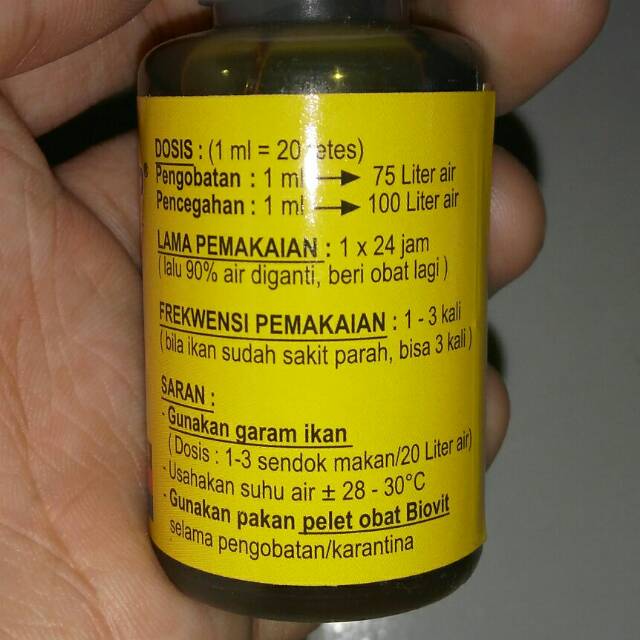 DOSIS : (1 ml = 20 tetes)
Pengobatan : 1 ml → 75 Liter air
Pencegahan : 1 ml → 100 Liter air
LAMA PEMAKAIAN : 1 x 24 jam
( lalu 90% air diganti, beri obat lagi )
FREKWENSI PEMAKAIAN : 1 - 3 kali
( bila ikan sudah sakit parah, bisa 3 kali )
SARAN :
- Gunakan garam ikan
( Dosis : 1-3 sendok makan/20 Liter air)
- Usahakan suhu air ± 28 - 30°C
- Gunakan pakan pelet obat Biovit
selama pengobatan/karantina